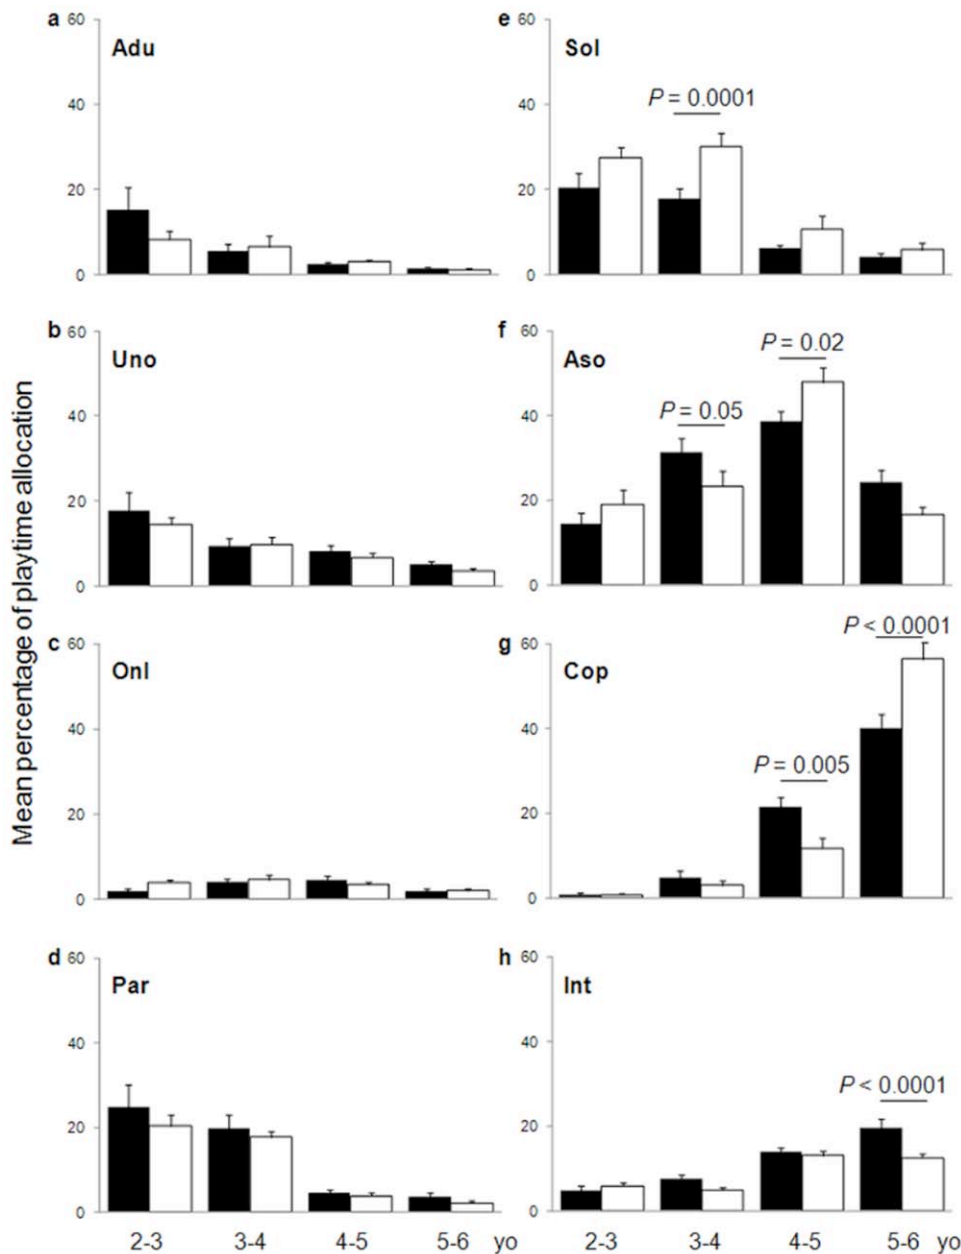 Mean percentage of playtime allocation
a 60
Adu
40
20
0
b 60
Uno
40
20
0
c 60
Onl
40
20
0
d 60
Par
40
20
0
2-3 3-4 4-5 5-6 yo
e 60
Sol
P = 0.0001
40
20
0
f 60
Aso
P = 0.02
P = 0.05
40
20
0
P < 0.0001
g 60
Cop
40
P = 0.005
20
0
h 60
Int
40
P < 0.0001
20
0
2-3 3-4 4-5 5-6 yo